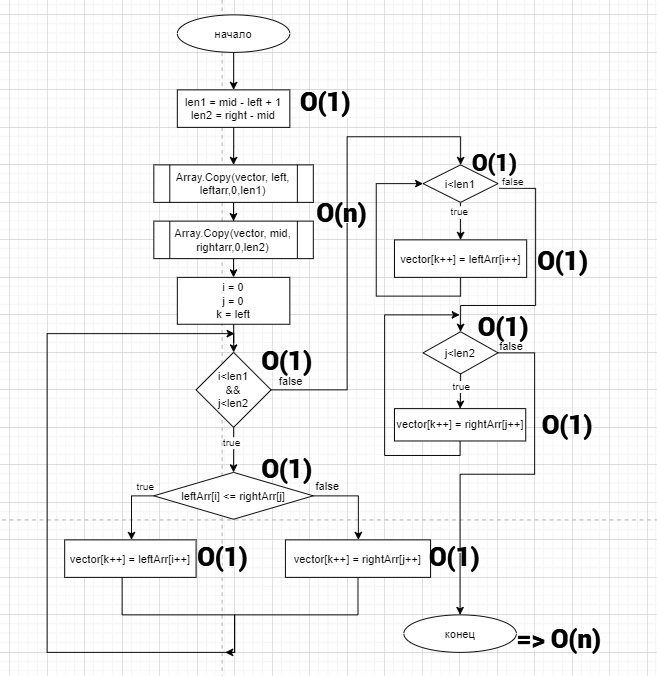 начало
len1 = mid - left + 1
len2 = right - mid
O(1)
Array.Copy(vector, left,
leftarr,0,len1)
O(n)
Array.Copy(vector, mid,
rightarr,0,len2)
i = 0
j = 0
k = left
O(1)
i<len1
&&
j<len2
false
true
O(1)
leftArr[i] <= rightArr[j]
true
false
vector[k++] = leftArr[i++]
O(1)
vector[k++] = rightArr[j++]
O(1)
O(1)
i<len1
false
true
vector[k++] = leftArr[i++]
O(1)
O(1)
j<len2
false
true
vector[k++] = rightArr[j++]
O(1)
конец
=> O(n)